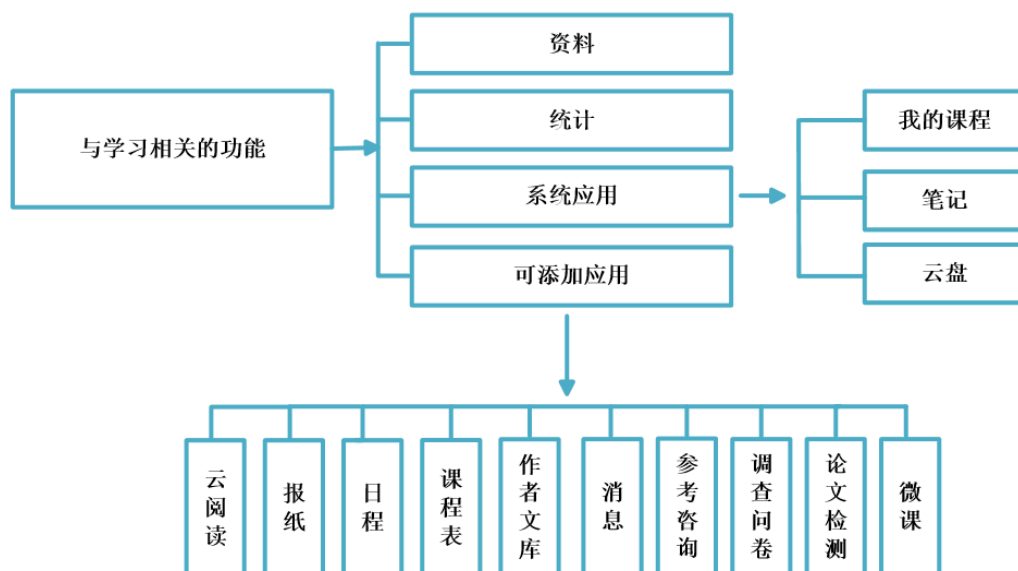 资料
统计
与学习相关的功能
系统应用
可添加应用
我的课程
笔记
云盘
云阅读
报纸
日程
课程表
作者文库
消息
参考咨询
调查问卷
论文检测
微课